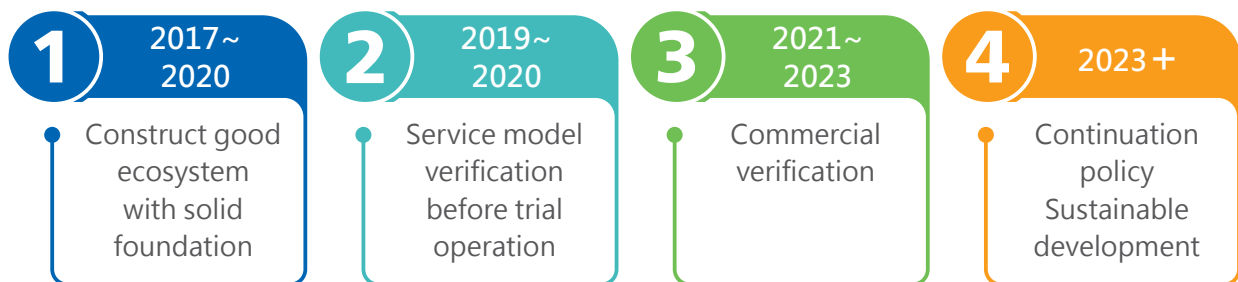 1
2017~
2020
Construct good
ecosystem
with solid
foundation
2
2019~
2020
Service model
verification
before trial
operation
3
2021~
2023
Commercial
verification
4
2023+
Continuation
policy
Sustainable
development